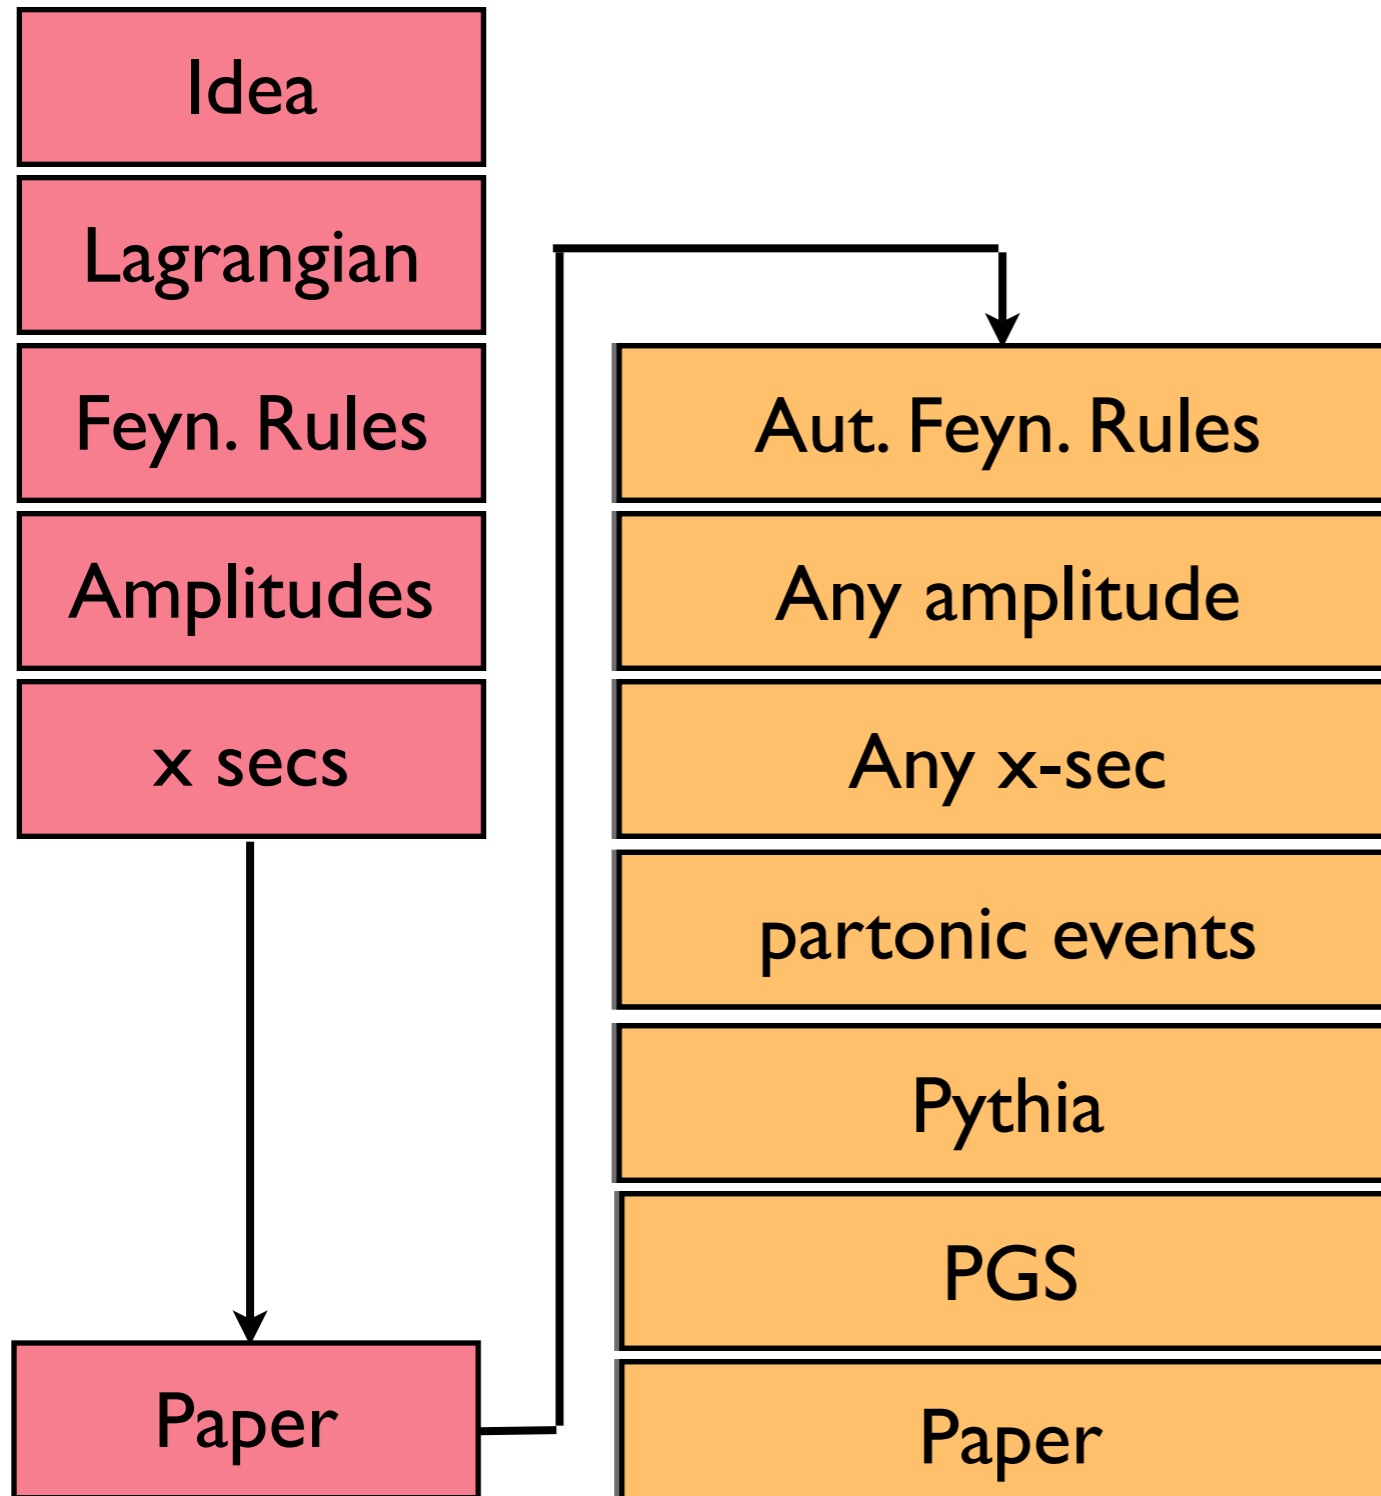 Idea
Lagrangian
Feyn. Rules
Amplitudes
x secs
Paper
Aut. Feyn. Rules
Any amplitude
Any x-sec
partonic events
Pythia
PGS
Paper